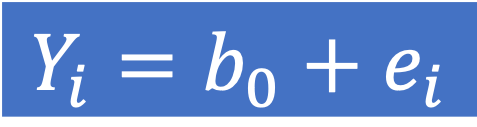 Yᵢ = b₀ + eᵢ